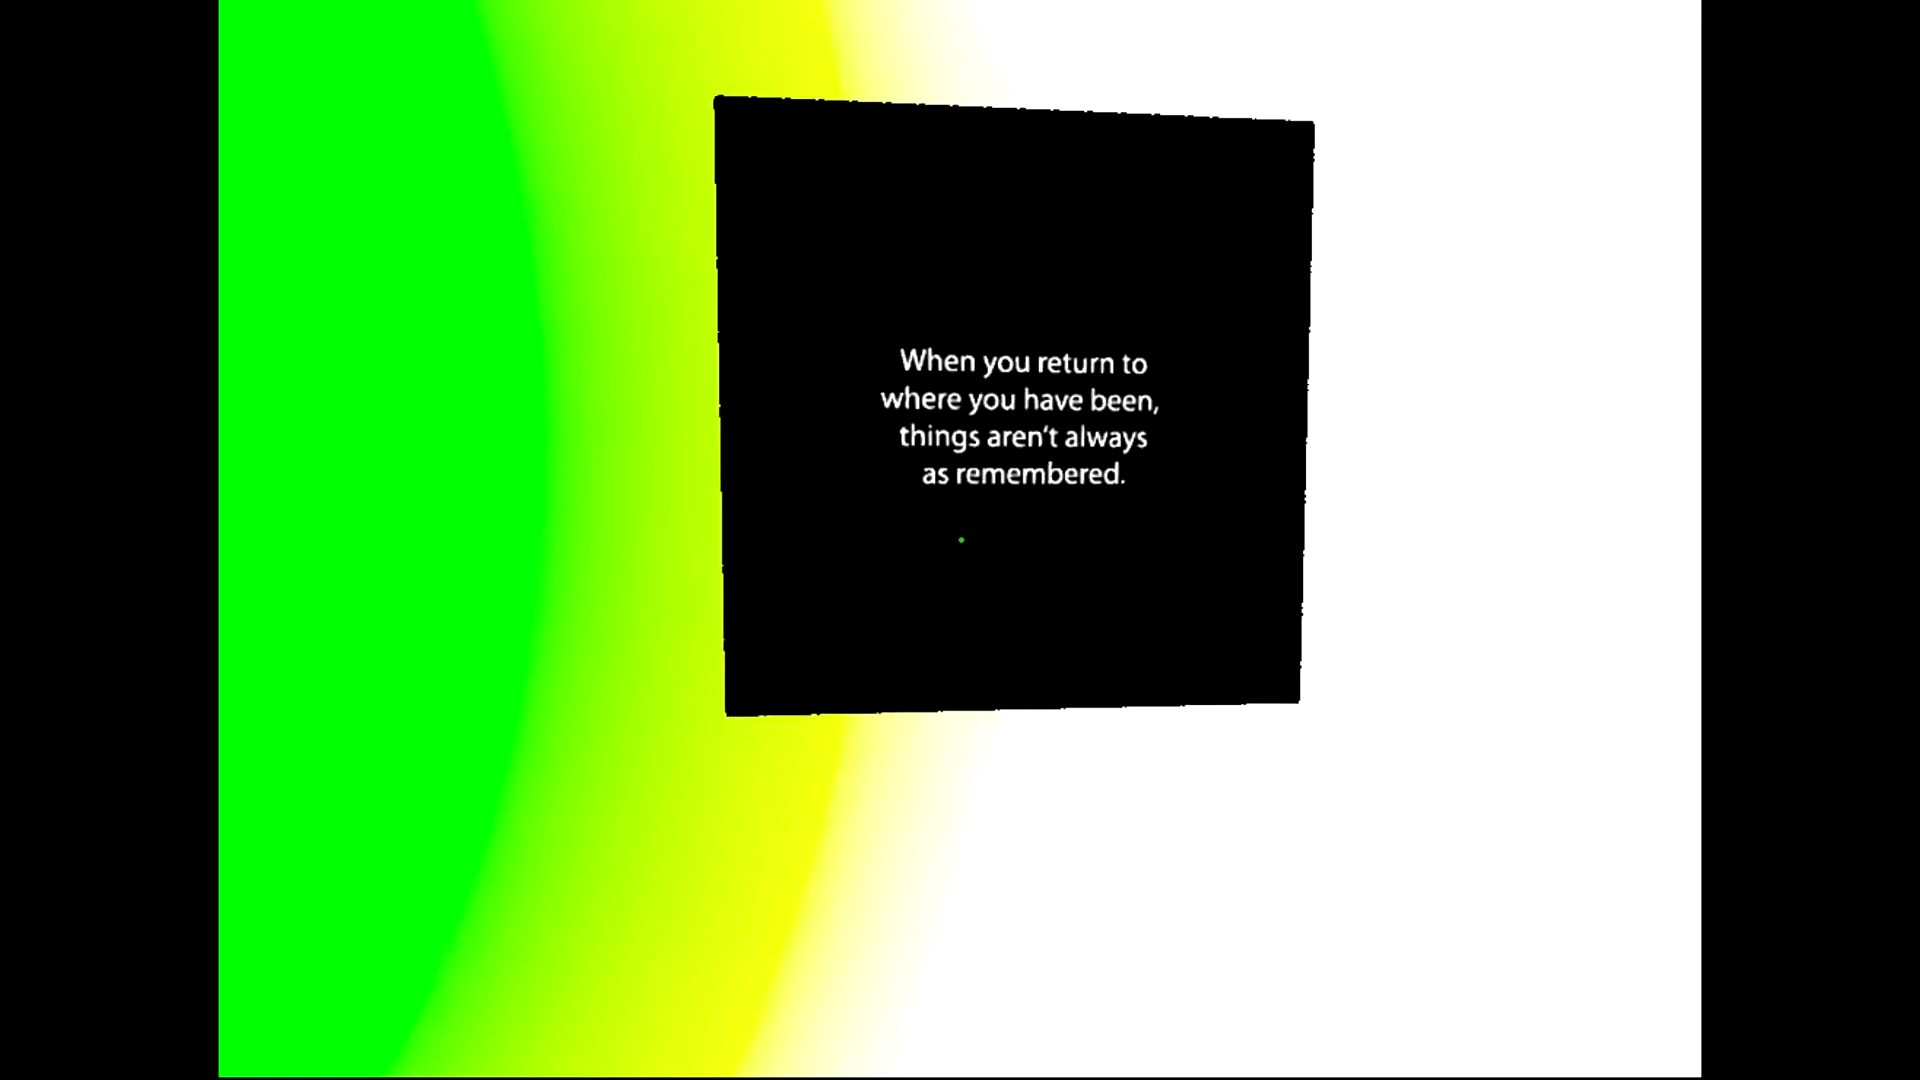 When you return to
where you have been,
things aren't always
as remembered.